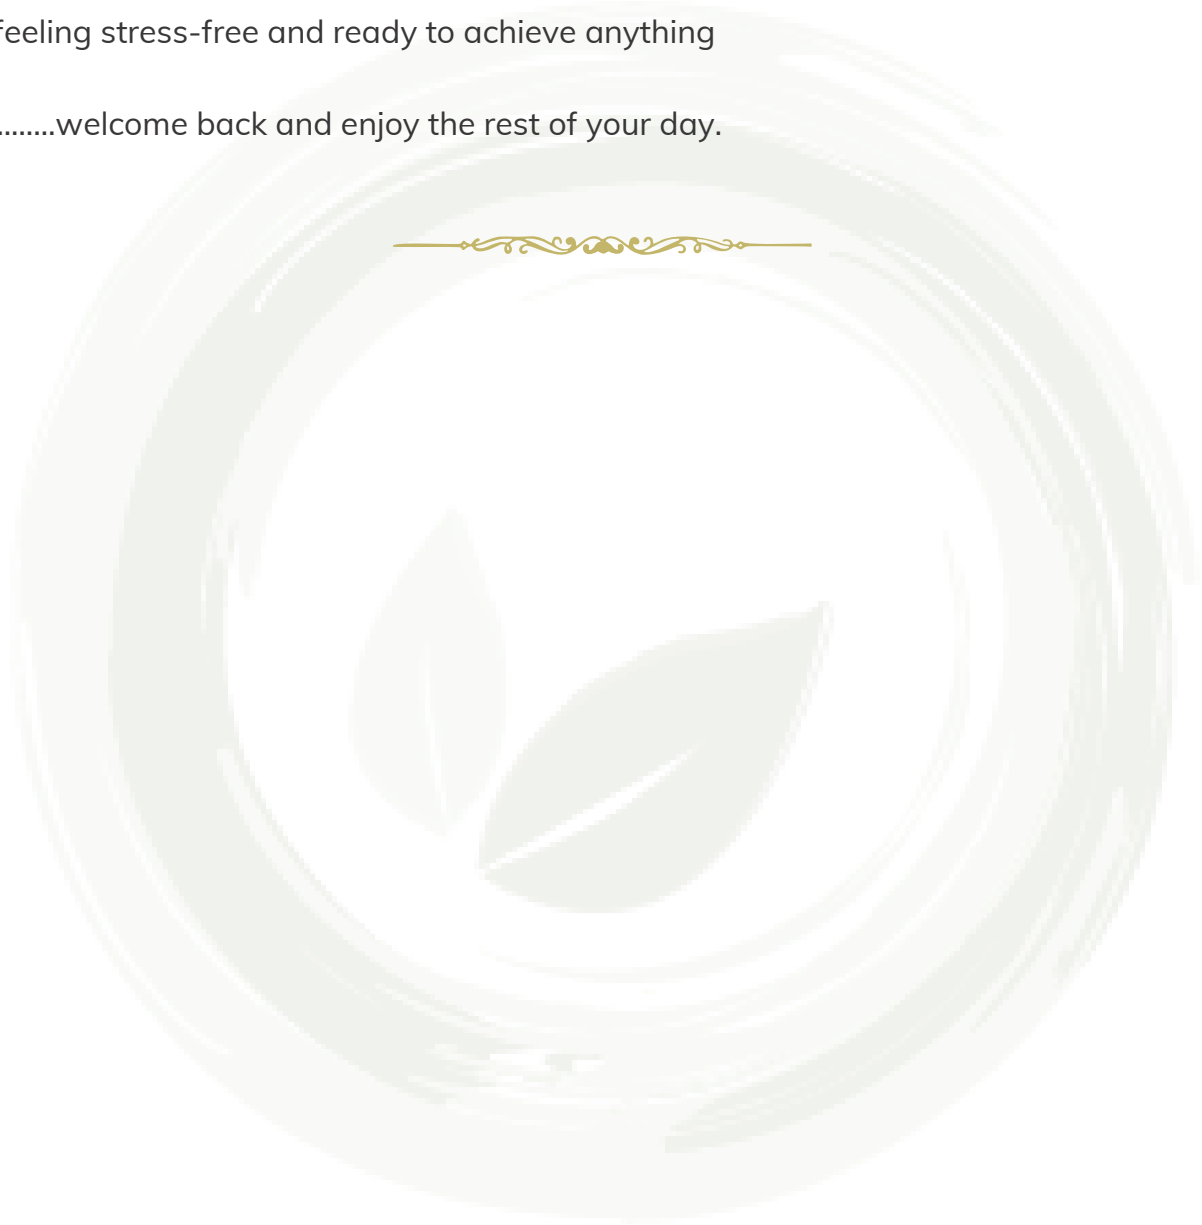 feeling stress-free and ready to achieve anything
........welcome back and enjoy the rest of your day.